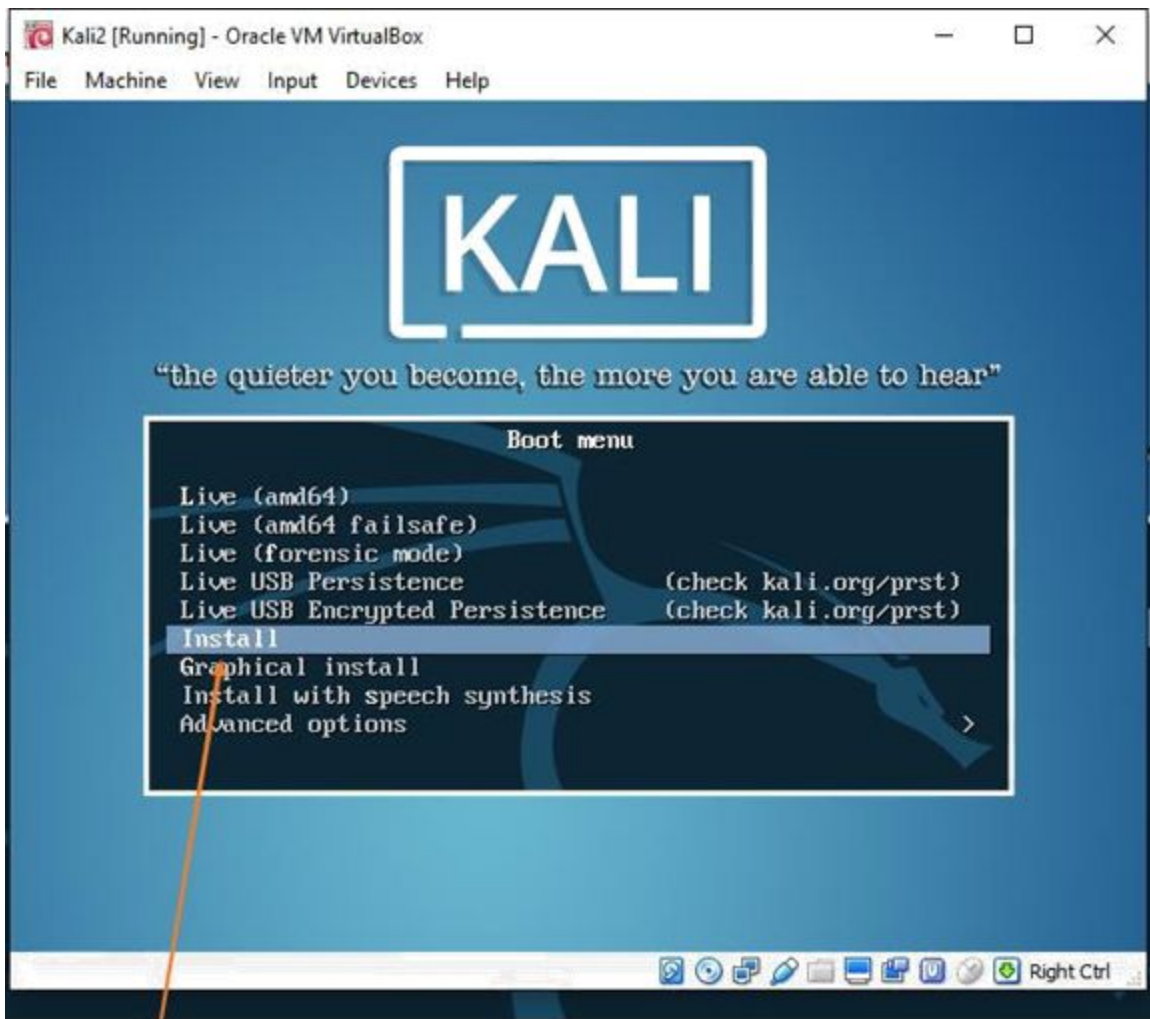 Kali2 [Running] - Oracle VM VirtualBox
File Machine View Input Devices Help
KALI
“the quieter you become, the more you are able to hear”
Boot menu
Live (amd64)
Live (amd64 failsafe)
Live (forensic mode)
Live USB Persistence (check kali.org/prst)
Live USB Encrypted Persistence (check kali.org/prst)
Install
Graphical install
Install with speech synthesis
Advanced options >
Right Ctrl